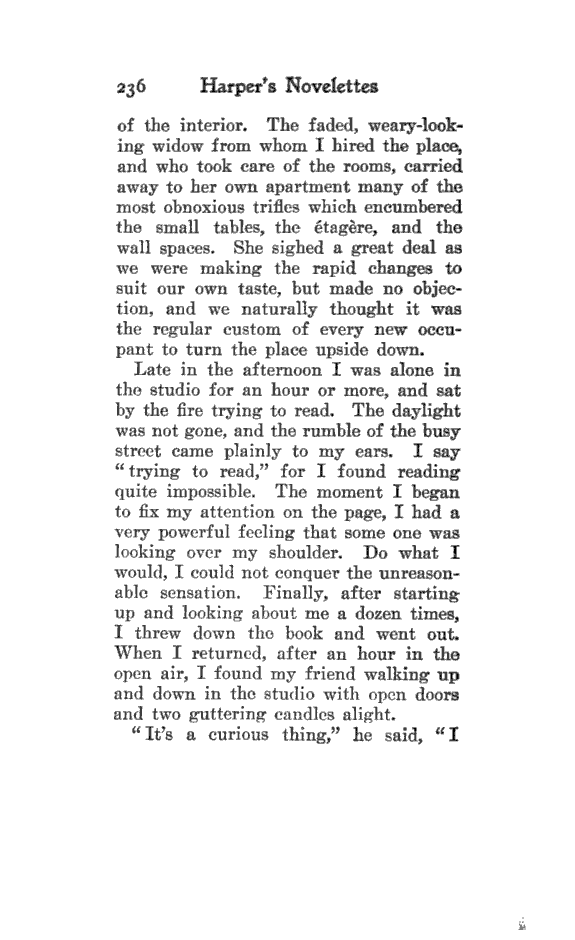 236 Harper's Novelettes
of the interior. The faded, weary-look-
ing widow from whom I hired the place,
and who took care of the rooms, carried
away to her own apartment many of the
most obnoxious trifles which encumbered
the small tables, the étagère, and the
wall spaces. She sighed a great deal as
we were making the rapid changes to
suit our own taste, but made no objec-
tion, and we naturally thought it was
the regular custom of every new occu-
pant to turn the place upside down.
Late in the afternoon I was alone in
the studio for an hour or more, and sat
by the fire trying to read. The daylight
was not gone, and the rumble of the busy
street came plainly to my ears. I say
“trying to read,” for I found reading
quite impossible. The moment I began
to fix my attention on the page, I had a
very powerful feeling that some one was
looking over my shoulder. Do what I
would, I could not conquer the unreason-
able sensation. Finally, after starting
up and looking about me a dozen times,
I threw down the book and went out.
When I returned, after an hour in the
open air, I found my friend walking up
and down in the studio with open doors
and two guttering candles alight.
“It's a curious thing,” he said, “I